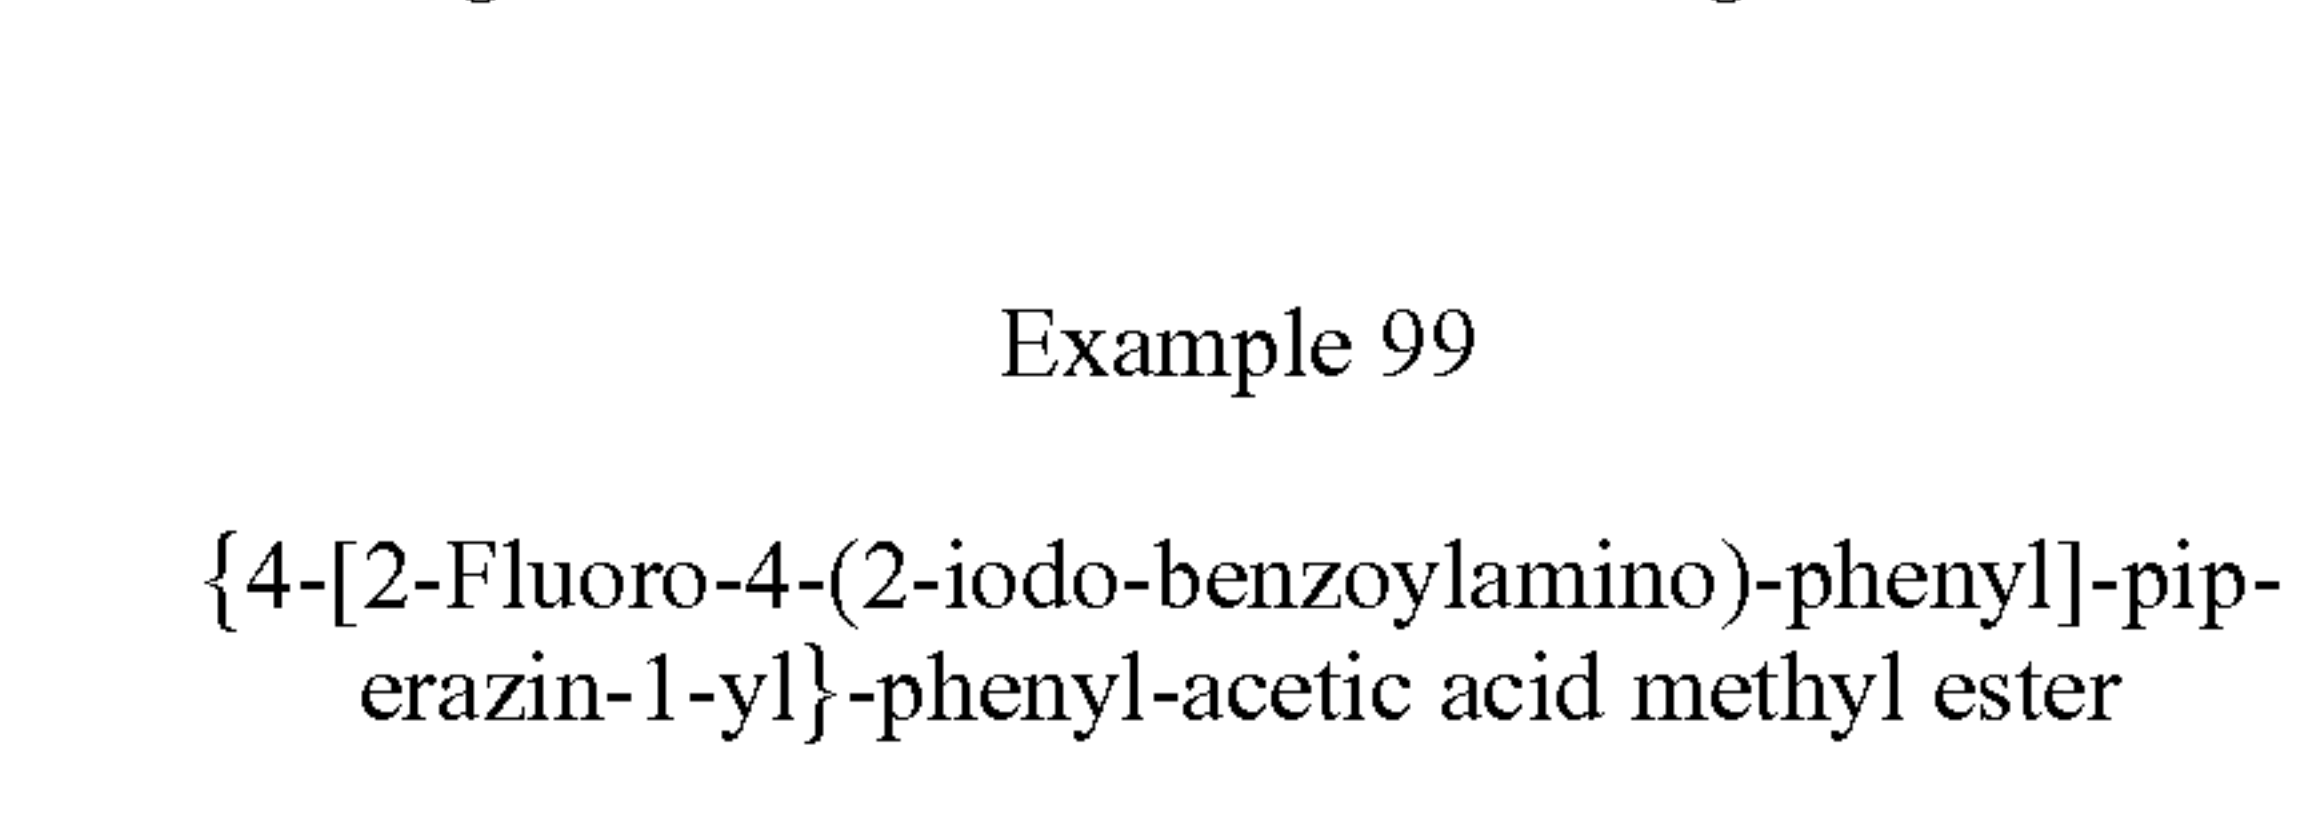 Example 99
{4-[2-Fluoro-4-(2-iodo-benzoylamino)-phenyl]-pip-
erazin-1-yl}-phenyl-acetic acid methyl ester